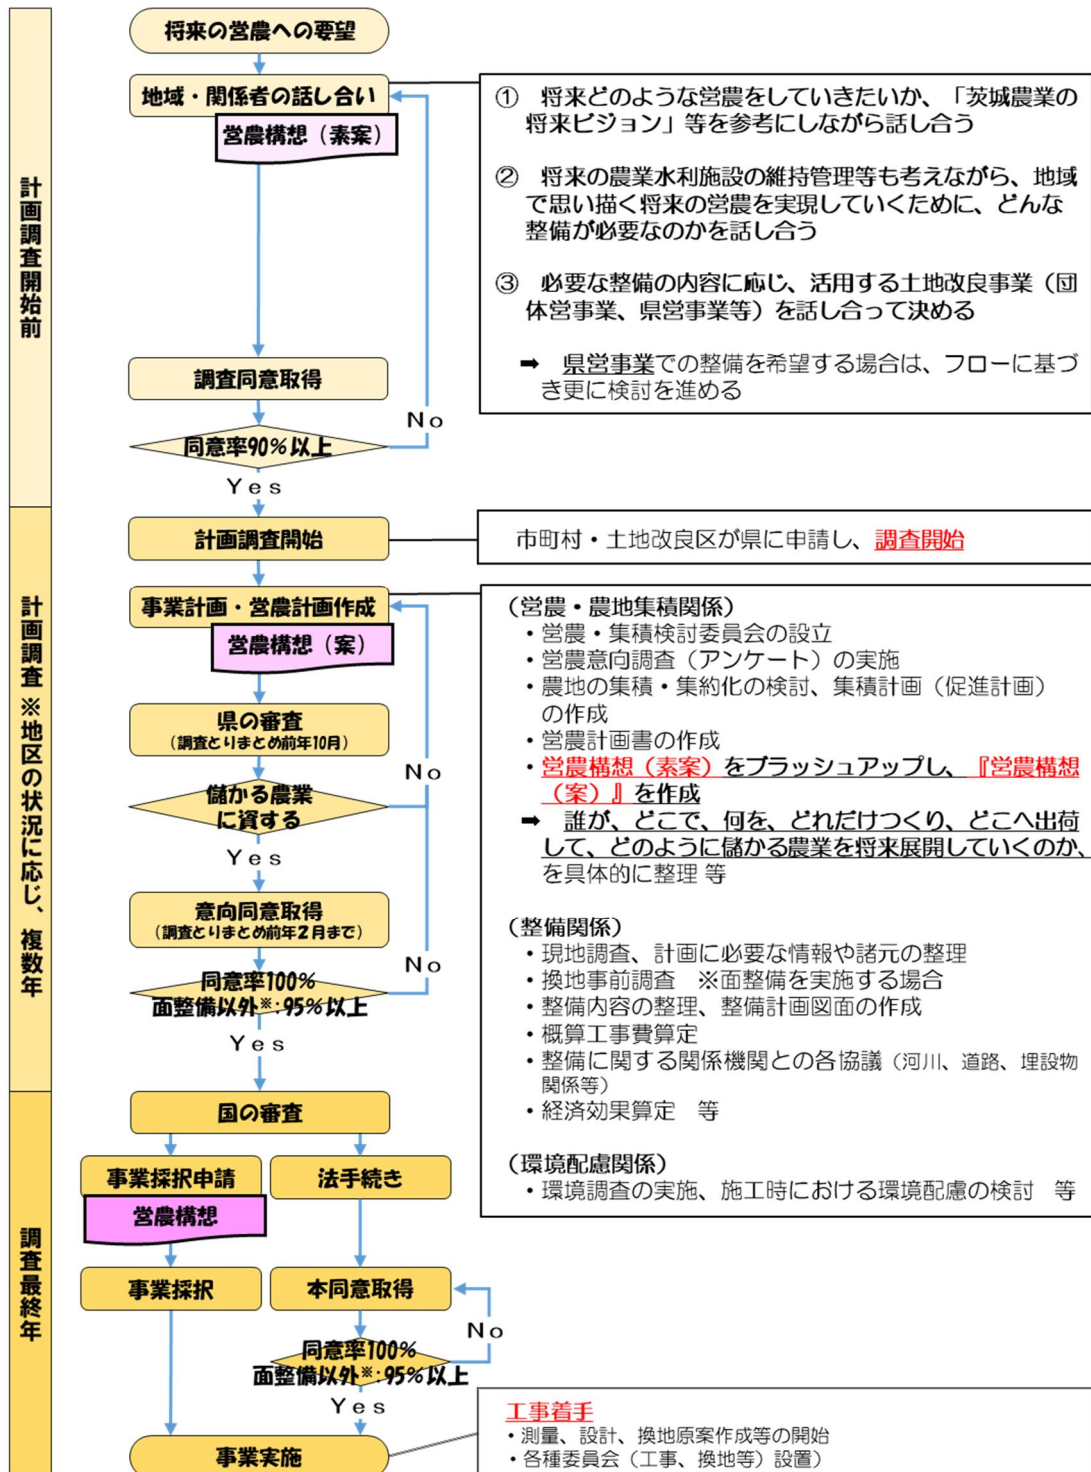 計画調査開始前
将来の営農への要望
地域・関係者の話し合い
営農構想（素案）
調査同意取得
同意率90％以上
No
Yes
① 将来どのような営農をしていきたいか、「茨城農業の
将来ビジョン」等を参考にしながら話し合う
② 将来の農業水利施設の維持管理等も考えながら、地域
で思い描く将来の営農を実現していくために、どんな
整備が必要なのかを話し合う
③ 必要な整備の内容に応じ、活用する土地改良事業（団
体営事業、県営事業等）を話し合って決める
➡ 県営事業での整備を希望する場合は、フローに基づ
き更に検討を進める
計画調査 ※地区の状況に応じ、複数年
計画調査開始
市町村・土地改良区が県に申請し、調査開始
事業計画・営農計画作成
営農構想（案）
県の審査
（調査とりまとめ前年10月）
No
儲かる農業
に資する
Yes
意向同意取得
（調査とりまとめ前年2月まで）
No
同意率100％
面整備以外※：95％以上
Yes
（営農・農地集積関係）
・営農・集積検討委員会の設立
・営農意向調査（アンケート）の実施
・農地の集積・集約化の検討、集積計画（促進計画）
の作成
・営農計画書の作成
・営農構想（素案）をブラッシュアップし、『営農構想
（案）』を作成
➡ 誰が、どこで、何を、どれだけつくり、どこへ出荷
して、どのように儲かる農業を将来展開していくのか、
を具体的に整理 等
（整備関係）
・現地調査、計画に必要な情報や諸元の整理
・換地事前調査 ※面整備を実施する場合
・整備内容の整理、整備計画図面の作成
・概算工事費算定
・整備に関する関係機関との各協議（河川、道路、埋設物
関係等）
・経済効果算定 等
（環境配慮関係）
・環境調査の実施、施工時における環境配慮の検討 等
調査最終年
国の審査
事業採択申請
法手続き
営農構想
事業採択
本同意取得
No
同意率100％
面整備以外※：95％以上
Yes
事業実施
工事着手
・測量、設計、換地原案作成等の開始
・各種委員会（工事、換地等）設置）